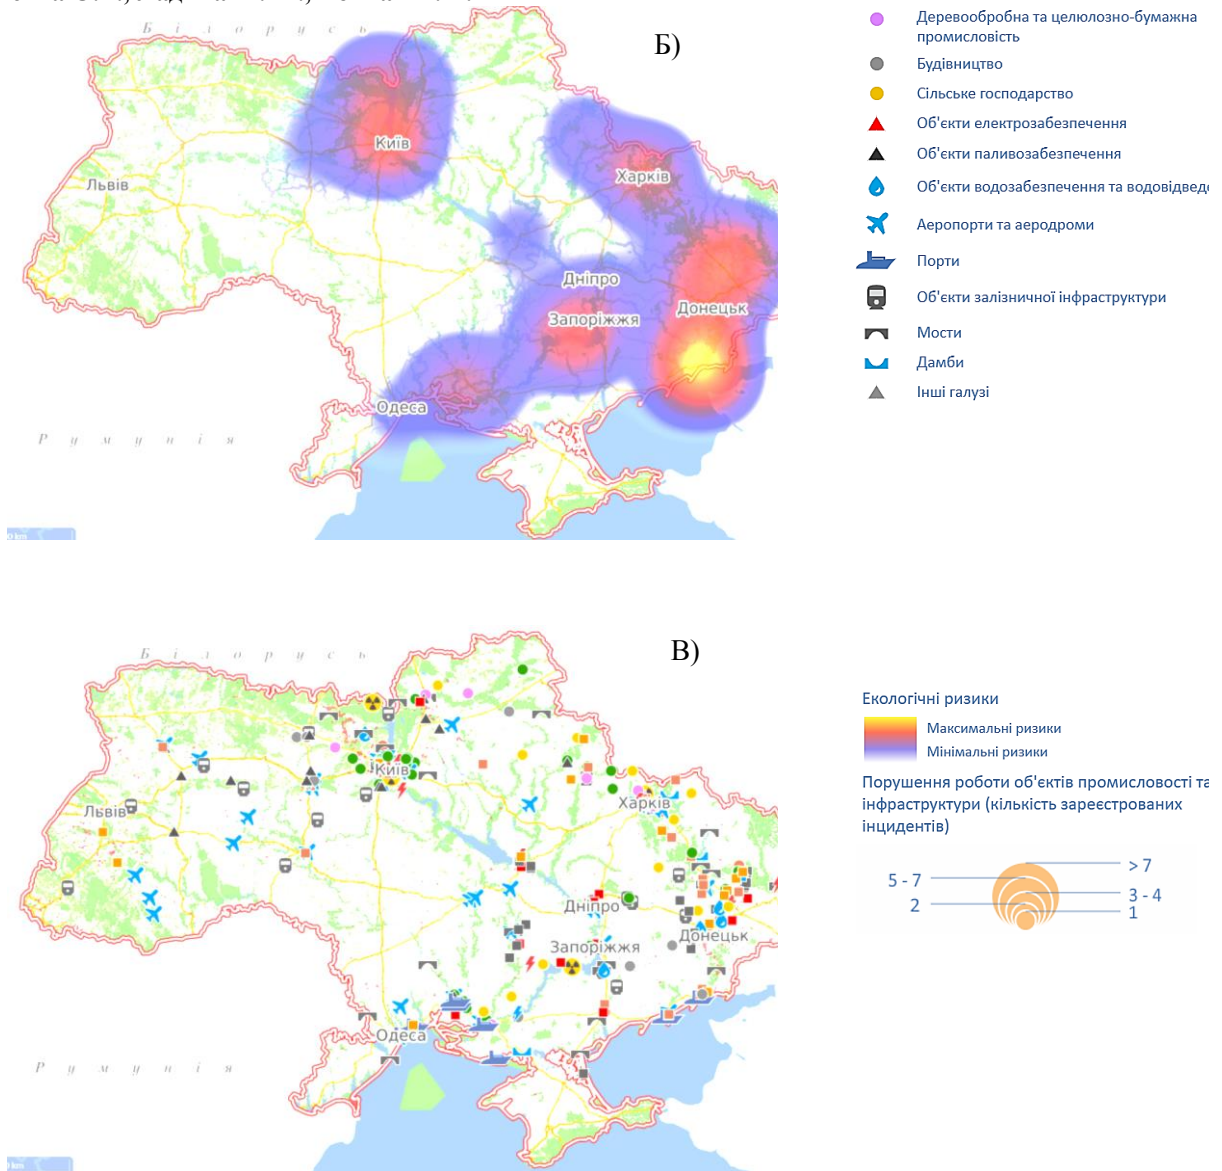 Б)
Б і л о р у с ь
Київ
Львів
Харків
Дніпро
Донецьк
Запоріжжя
Одеса
Р у м у н і я
Деревообробна та целюлозно-бумажна
промисловість
Будівництво
Сільське господарство
Об'єкти електрозабезпечення
Об'єкти паливозабезпечення
Об'єкти водозабезпечення та водовідвед
Аеропорти та аеродроми
Порти
Об'єкти залізничної інфраструктури
Мости
Дамби
Інші галузі
В)
Б і л о р у с ь
Київ
Львів
Харків
Дніпро
Донецьк
Запоріжжя
Одеса
Р у м у н і я
Екологічні ризики
Максимальні ризики
Мінімальні ризики
Порушення роботи об'єктів промисловості та
інфраструктури (кількість зареєстрованих
інцидентів)
> 7
5 - 7
3 - 4
2
1